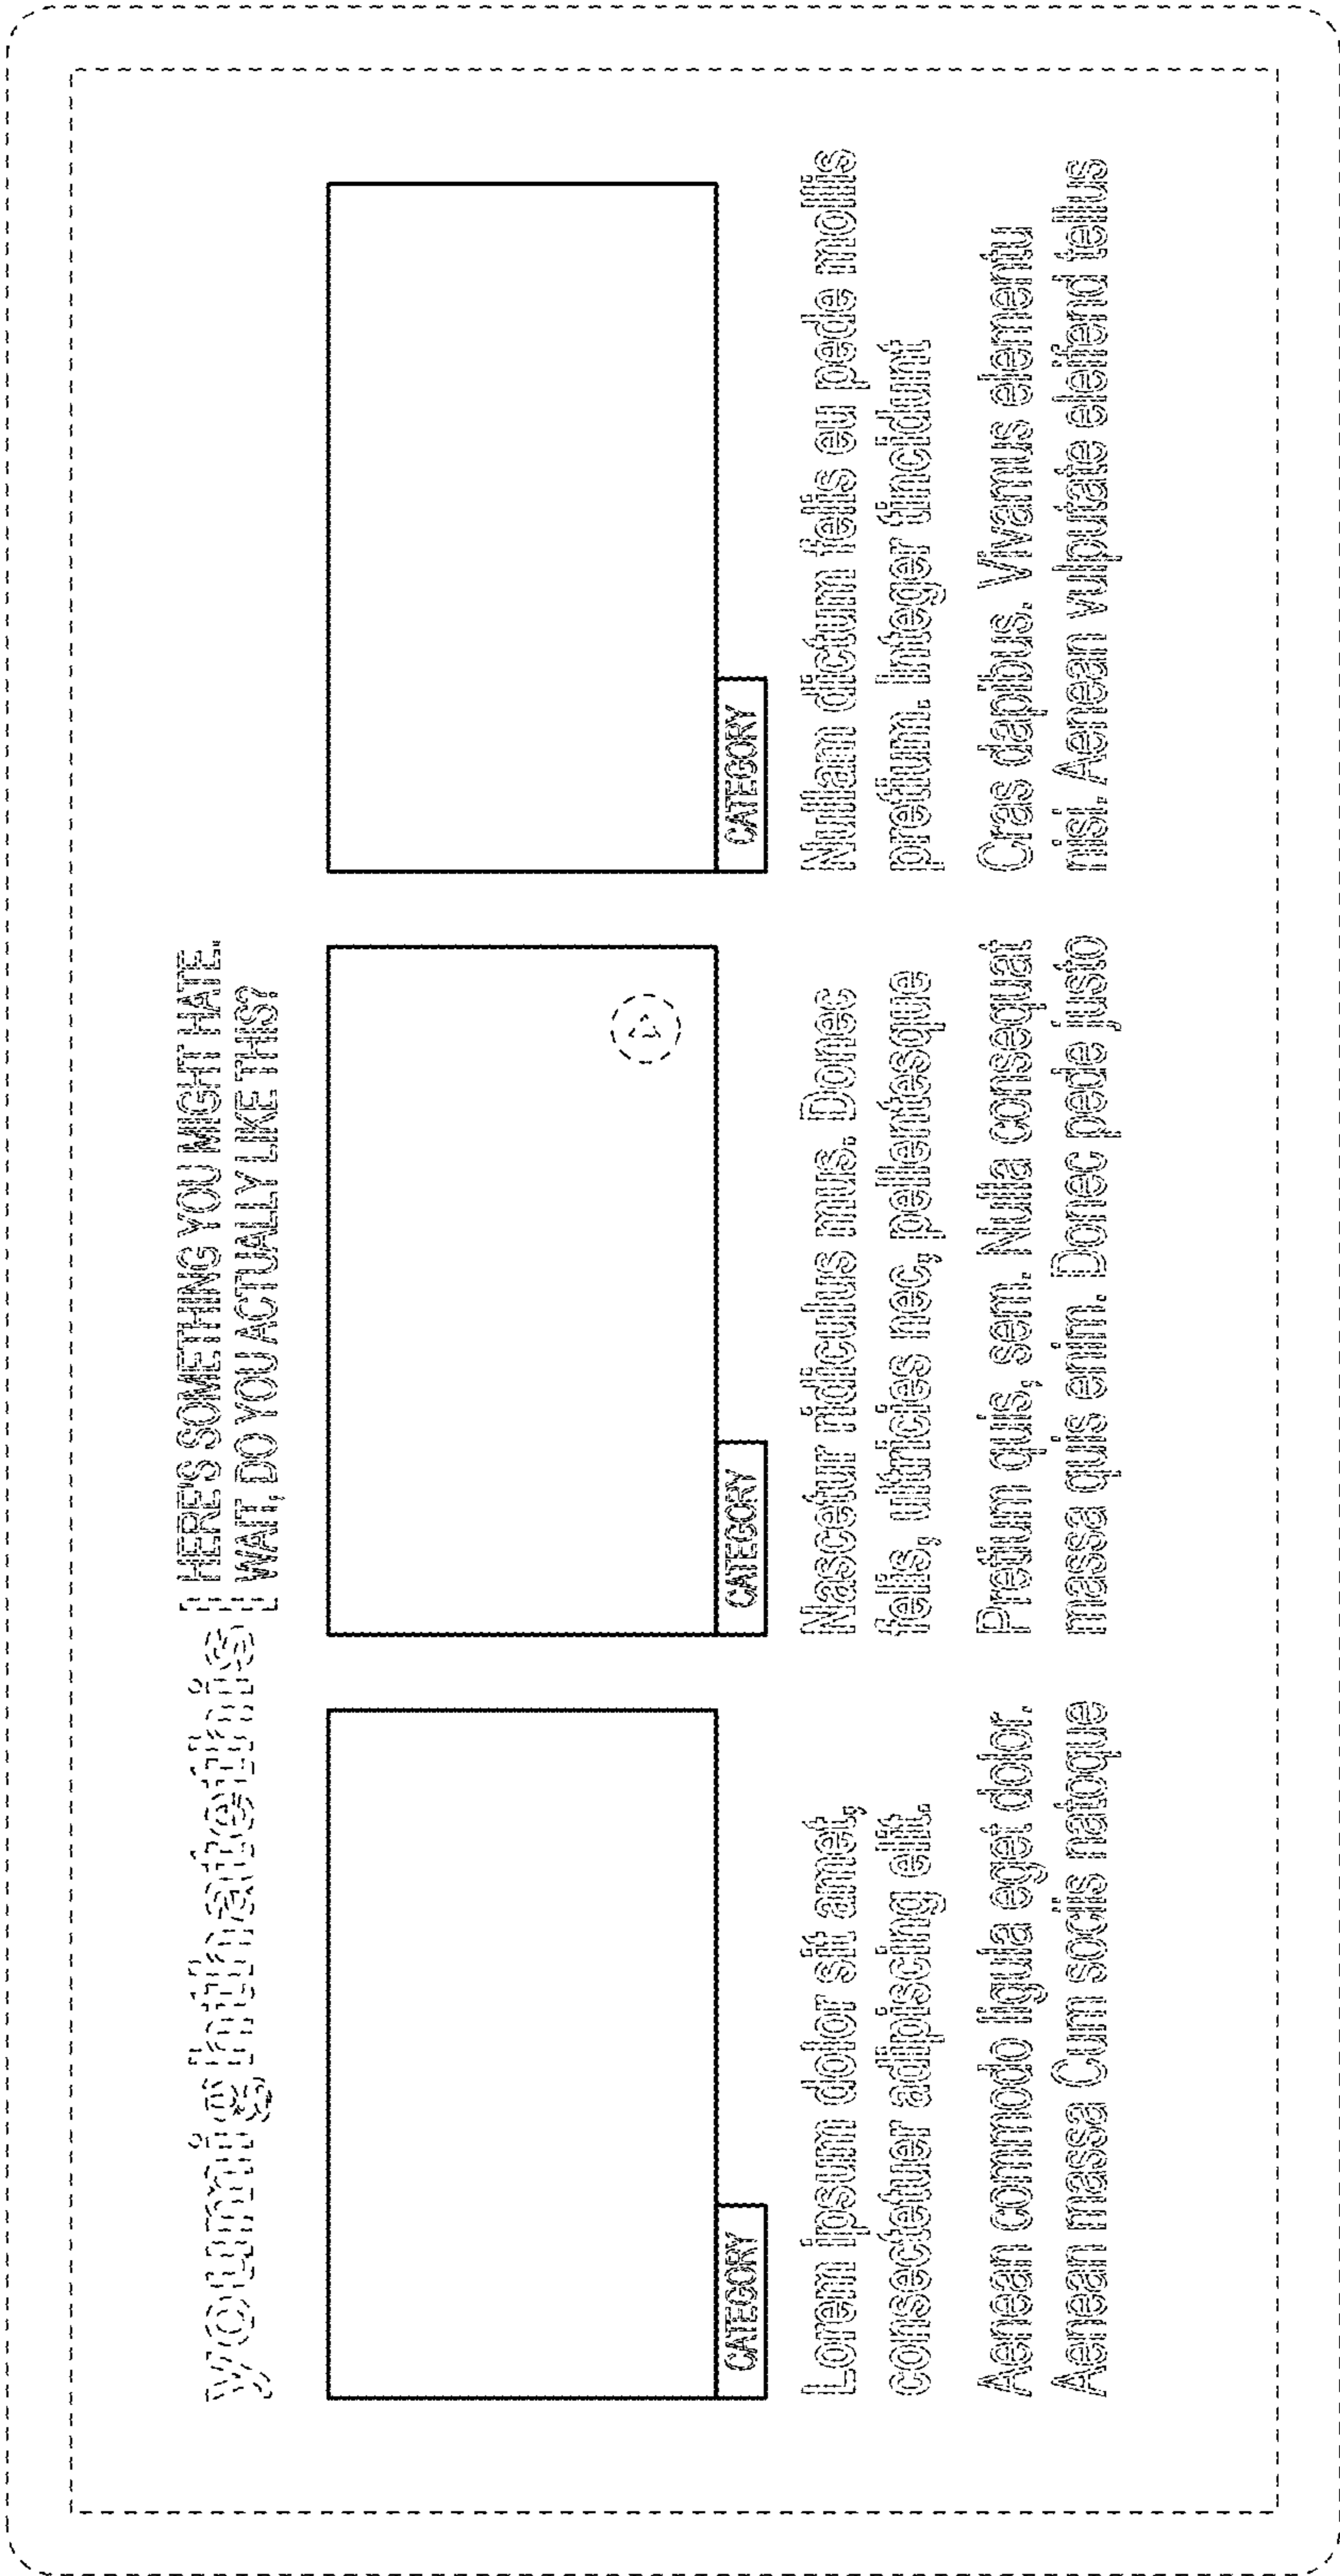 youmighthatethis
HERE'S SOMETHING YOU MIGHT HATE.
WAIT, DO YOU ACTUALLY LIKE THIS?
CATEGORY
Lorem ipsum dolor sit amet,
consectetuer adipiscing elit.
Aenean commodo ligula eget dolor.
Aenean massa Cum sociis natoque
CATEGORY
Nascetur ridiculus mus. Donec
felis, ultricies nec, pellentesque
Pretium quis, sem. Nulla consequat
massa quis enim. Donec pede justo
CATEGORY
Nullam dictum felis eu pede mollis
pretium. Integer tincidunt
Cras dapibus. Vivamus elementu
nisi. Aenean vulputate eleifend tellus